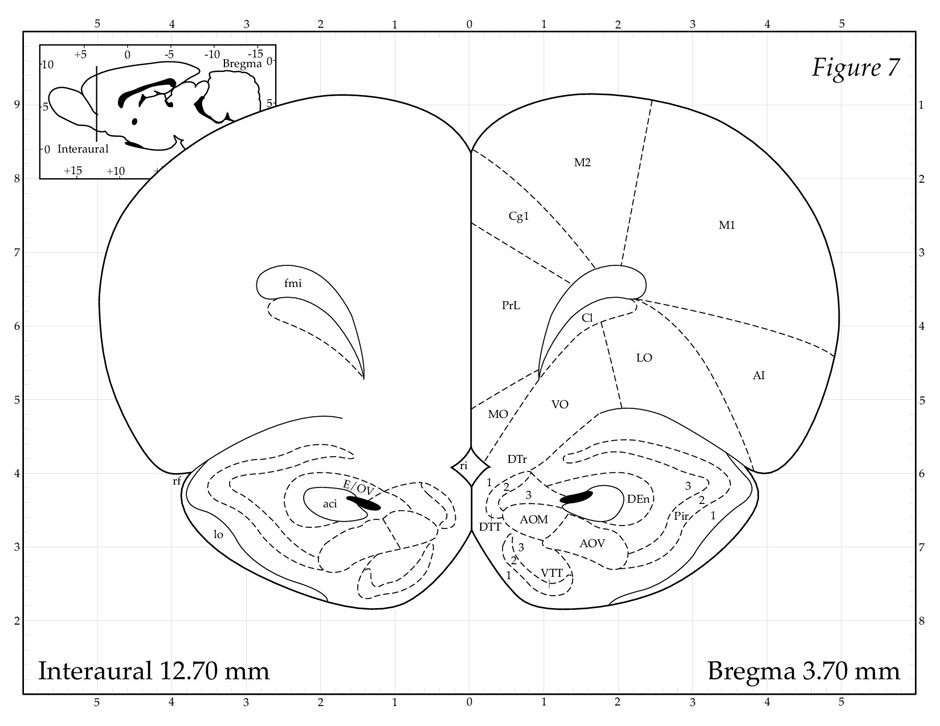 5 4 3 2 1 0 1 2 3 4 5
+5 0 -5 -10 -15
Bregma
10 0
5 5
0 Interaural
+15 +10
Figure 7
9 1
8 2
7 3
6 4
5 5
4 6
3 7
2 8
M2
Cg1 M1
fmi PrL
Cl
LO
AI
VO
MO
DTr
ri
rf
E/OV
aci
lo
1 2 3
DEn
3
2
1
Pir
DTT AOM
AOV
3
2
1
VTT
Interaural 12.70 mm Bregma 3.70 mm
5 4 3 2 1 0 1 2 3 4 5